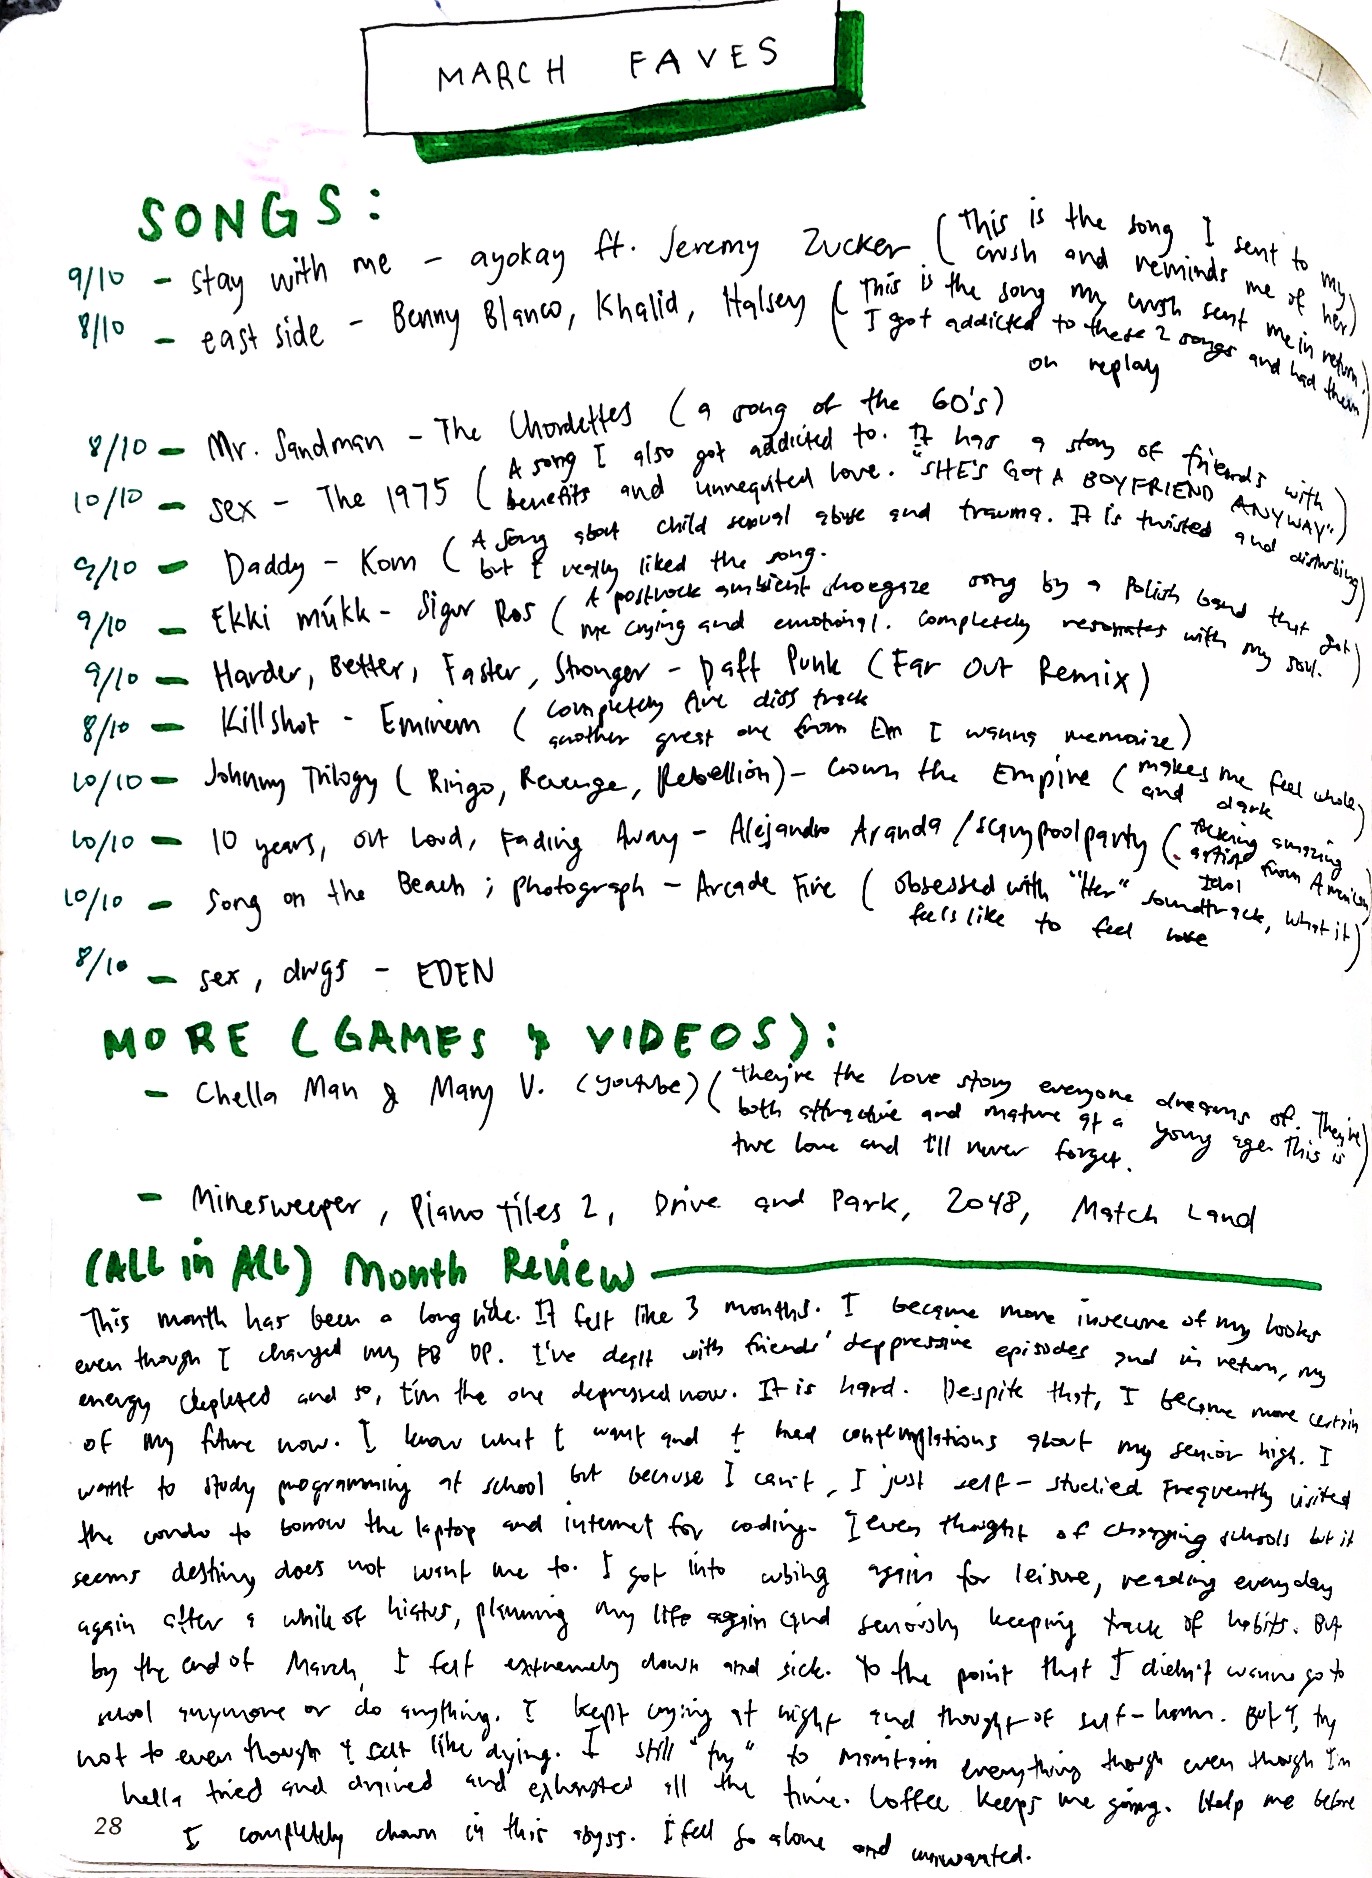 MARCH FAVES
SONGS:
9/10 - stay with me - ayokay ft. Jeremy Zucker (This is the song I sent to my
crush and reminds me of her)
8/10 - east side - Benny Blanco, Khalid, Halsey (This is the song my crush sent me in return.
I got addicted to these 2 songs and had them
on replay)
8/10 - Mr. Sandman - The Chordettes (a song of the 60's)
10/10 - sex - The 1975 (A song I also got addicted to. It has a story of friends with
benefits and unrequited love. "SHE'S GOT A BOYFRIEND ANYWAY")
9/10 - Daddy - Korn (A song about child sexual abuse and trauma. It is twisted and disturbing
but I really liked the song.)
9/10 - Ekki múkk - Sigur Ros (A postrock ambient shoegaze song by a Polish band that got
me crying and emotional. Completely resonates with my soul.)
9/10 - Harder, Better, Faster, Stronger - Daft Punk (Far Out Remix)
8/10 - Killshot - Eminem (completely fire diss track
another great one from Em I wanna memorize)
10/10 - Johnny Trilogy (Ringo, Revenge, Rebellion) - Crown the Empire (makes me feel whole
and dark)
10/10 - 10 years, out loud, Fading Away - Alejandro Aranda/scarypoolparty (fucking amazing
artist from American
Idol)
10/10 - Song on the Beach; photograph - Arcade Fire (obsessed with "Her" soundtrack, what it
feels like to feel love)
8/10 - sex, drugs - EDEN
MORE (GAMES & VIDEOS):
- Chella Man & Mary V. (youtube) (They're the love story everyone dreams of. They're
both attractive and mature at a young age. This is
true love and I'll never forget.)
- Minesweeper, Piano tiles 2, Drive and Park, 2048, Match Land
(ALL in ALL) Month Review
This month has been a long ride. It felt like 3 months. I became more insecure of my looks
even though I changed my FB DP. I've dealt with friends' deppressive episodes and in return, my
energy depleted and so, I'm the one depressed now. It is hard. Despite that, I become more certain
of my future now. I know what I want and I had contemplations about my senior high. I
want to study programming at school but because I can't, I just self-studied frequently visited
the condo to borrow the laptop and internet for coding. I even thought of changing schools but it
seems destiny does not want me to. I got into cubing again for leisure, reading everyday
again after a while of hiatus, planning my life again and seriously keeping track of habits. But
by the end of March, I felt extremely down and sick. To the point that I didn't wanna go to
school anymore or do anything. I kept crying at night and thought of self-harm. But I try
not to even though I felt like dying. I still "try" to maintain everything though even though I'm
hella tired and drained and exhausted all the time. Coffee keeps me going. Help me before
I completely drown in this abyss. I feel so alone and unwanted.
28